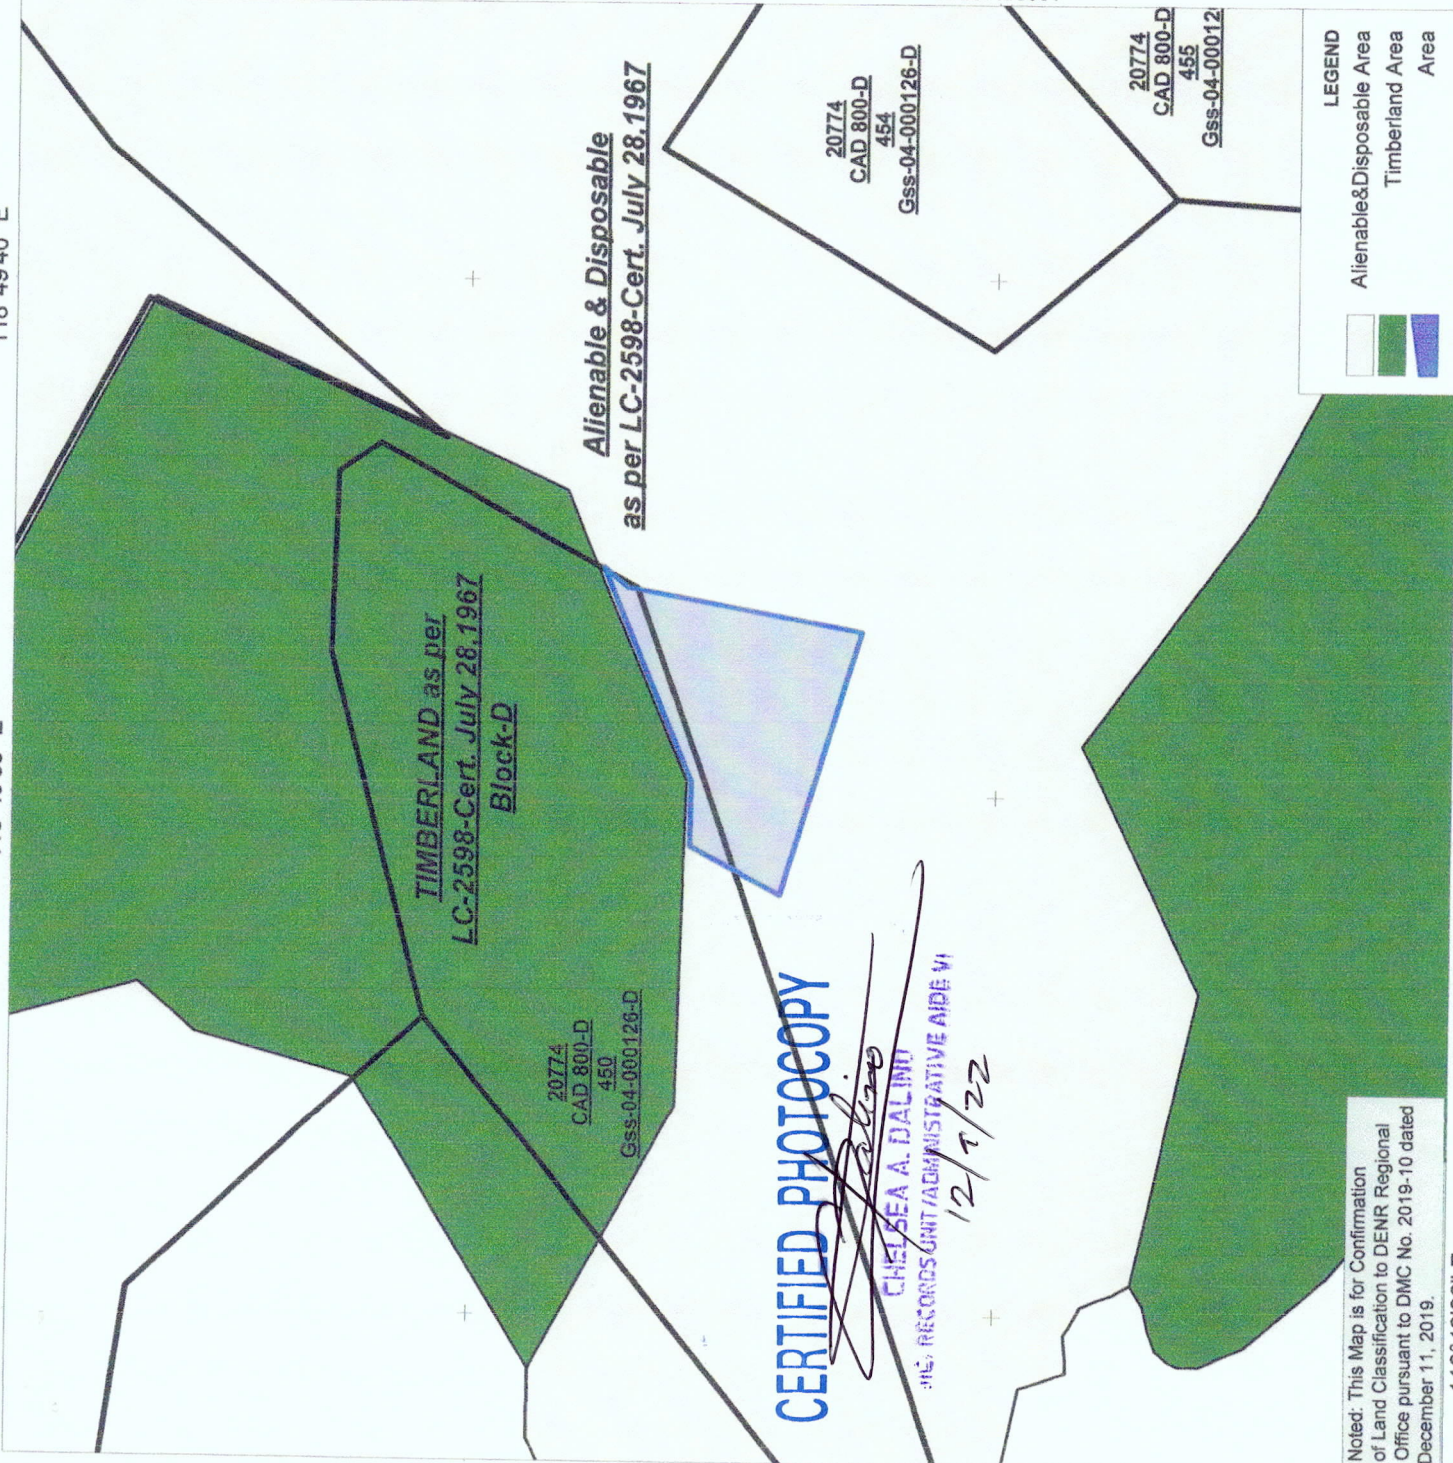 Alienable & Disposable
as per LC-2598-Cert. July 28,1967
20774
CAD 800-D
454
Gss-04-000126-D
20774
CAD 800-D
455
Gss-04-00012
LEGEND
Alienable&Disposable Area
Timberland Area
Area
TIMBERLAND as per
LC-2598-Cert. July 28,1967
Block-D
20774
CAD 800-D
450
Gss-04-000126-D
CERTIFIED PHOTOCOPY
CHELSEA A. DALINO
RECORDS UNIT/ADMINISTRATIVE AIDE VI
Noted: This Map is for Confirmation
of Land Classification to DENR Regional
Office pursuant to DMC No. 2019-10 dated
December 11, 2019.